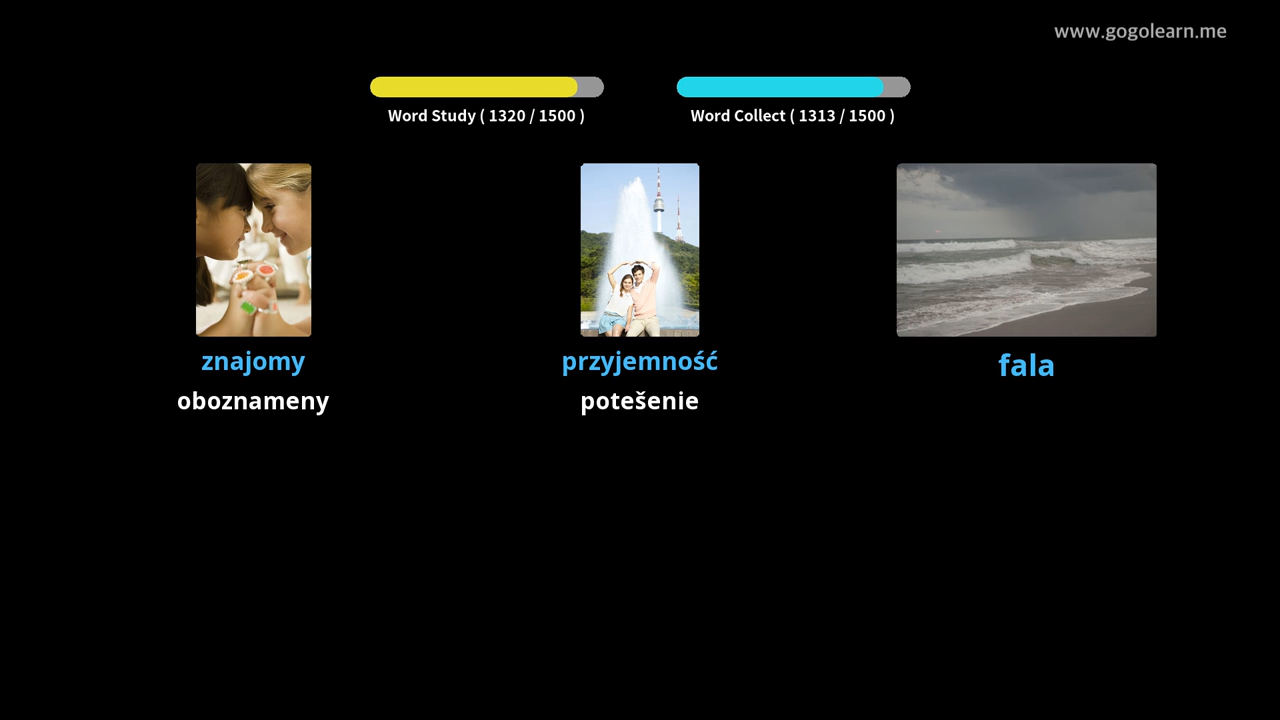 www.gogolearn.me
Word Study ( 1320 / 1500 )
Word Collect ( 1313 / 1500 )
znajomy
oboznameny
przyjemność
potešenie
fala